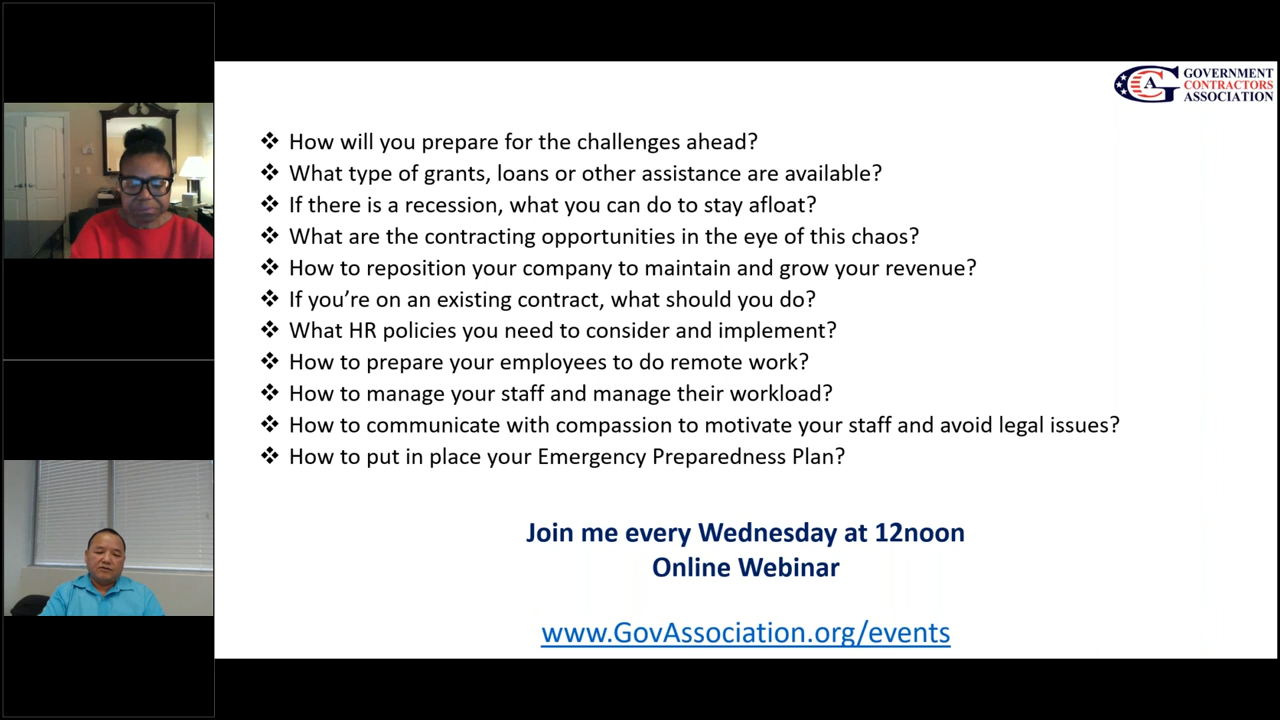 GOVERNMENT
CONTRACTORS
ASSOCIATION
GCA
❖ How will you prepare for the challenges ahead?
❖ What type of grants, loans or other assistance are available?
❖ If there is a recession, what you can do to stay afloat?
❖ What are the contracting opportunities in the eye of this chaos?
❖ How to reposition your company to maintain and grow your revenue?
❖ If you’re on an existing contract, what should you do?
❖ What HR policies you need to consider and implement?
❖ How to prepare your employees to do remote work?
❖ How to manage your staff and manage their workload?
❖ How to communicate with compassion to motivate your staff and avoid legal issues?
❖ How to put in place your Emergency Preparedness Plan?
Join me every Wednesday at 12noon
Online Webinar
www.GovAssociation.org/events